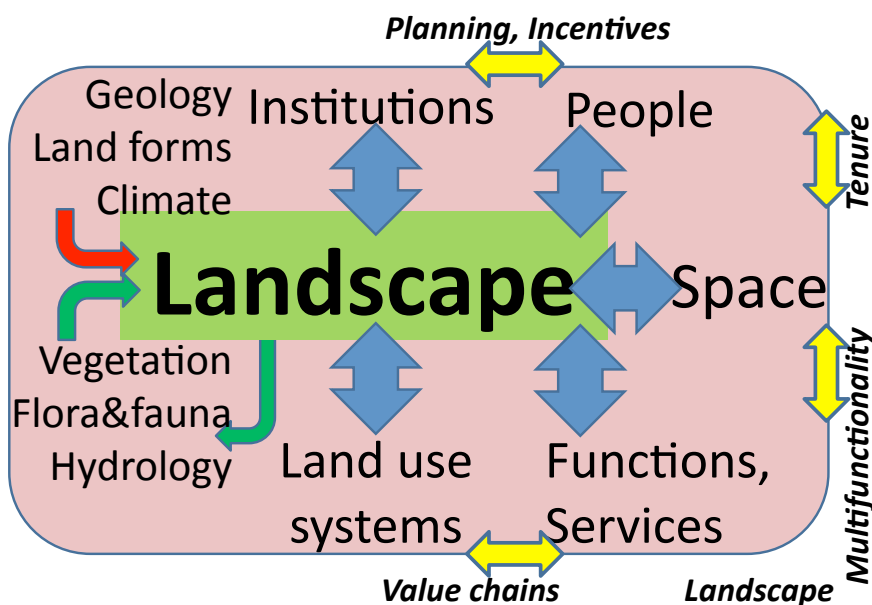 Planning, Incentives
Geology
Land forms
Climate
Institutions
People
Tenure
Landscape
Space
Vegetation
Flora&fauna
Hydrology
Land use
systems
Functions,
Services
Multifunctionality
Value chains
Landscape